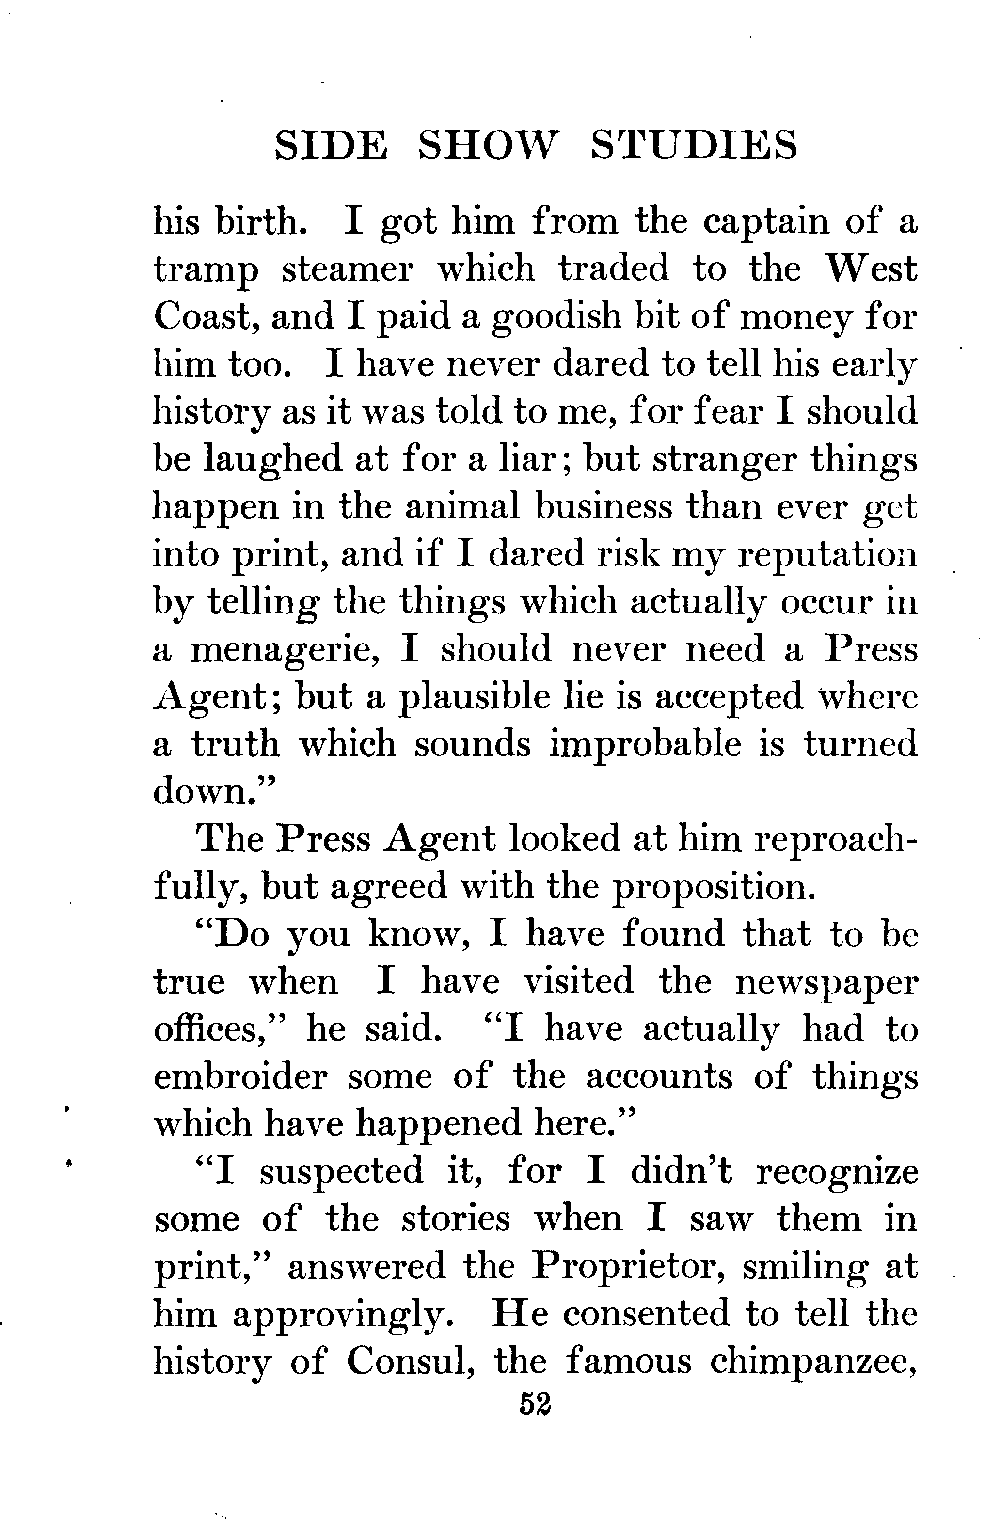 SIDE SHOW STUDIES
his birth. I got him from the captain of a
tramp steamer which traded to the West
Coast, and I paid a goodish bit of money for
him too. I have never dared to tell his early
history as it was told to me, for fear I should
be laughed at for a liar; but stranger things
happen in the animal business than ever get
into print, and if I dared risk my reputation
by telling the things which actually occur in
a menagerie, I should never need a Press
Agent; but a plausible lie is accepted where
a truth which sounds improbable is turned
down."
The Press Agent looked at him reproach-
fully, but agreed with the proposition.
"Do you know, I have found that to be
true when I have visited the newspaper
offices," he said. "I have actually had to
embroider some of the accounts of things
which have happened here."
"I suspected it, for I didn't recognize
some of the stories when I saw them in
print," answered the Proprietor, smiling at
him approvingly. He consented to tell the
history of Consul, the famous chimpanzee,
52